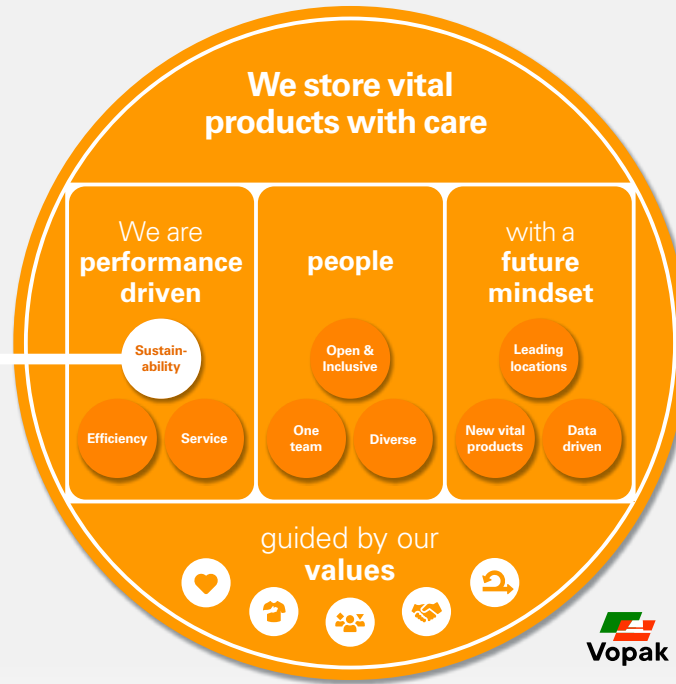 We store vital
products with care
We are
performance
driven
Sustain-
ability
Efficiency
Service
people
Open &
Inclusive
One
team
Diverse
with a
future
mindset
Leading
locations
New vital
products
Data
driven
guided by our
values
Vopak